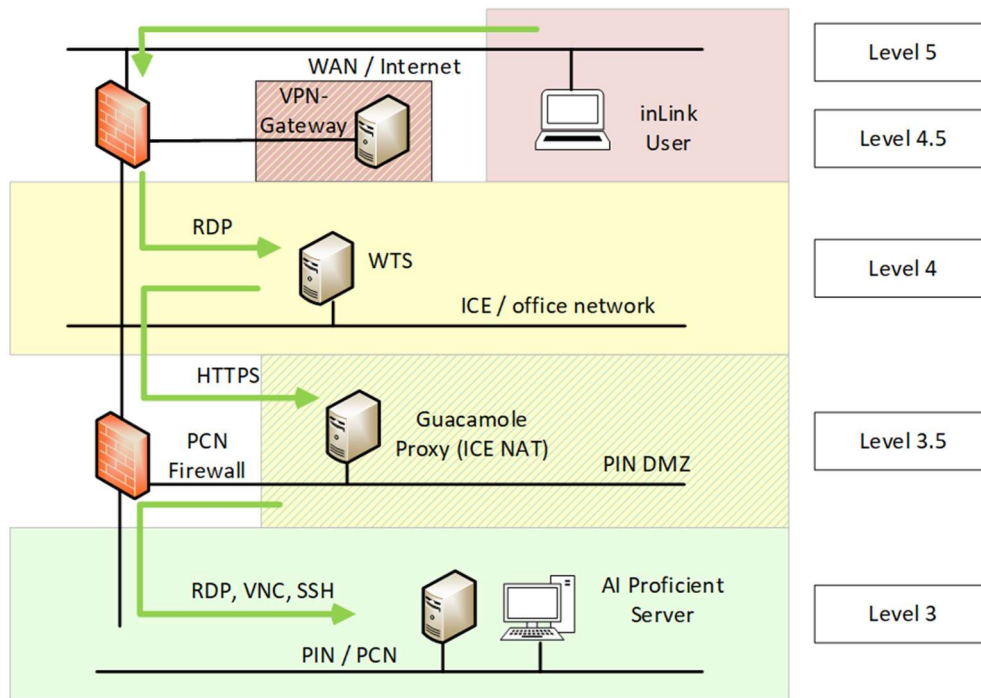 Level 5
WAN / Internet
VPN-
Gateway
inLink
User
Level 4.5
RDP
WTS
Level 4
ICE / office network
HTTPS
Guacamole
Proxy (ICE NAT)
PCN
Firewall
PIN DMZ
Level 3.5
RDP, VNC, SSH
AI Proficient
Server
Level 3
PIN / PCN